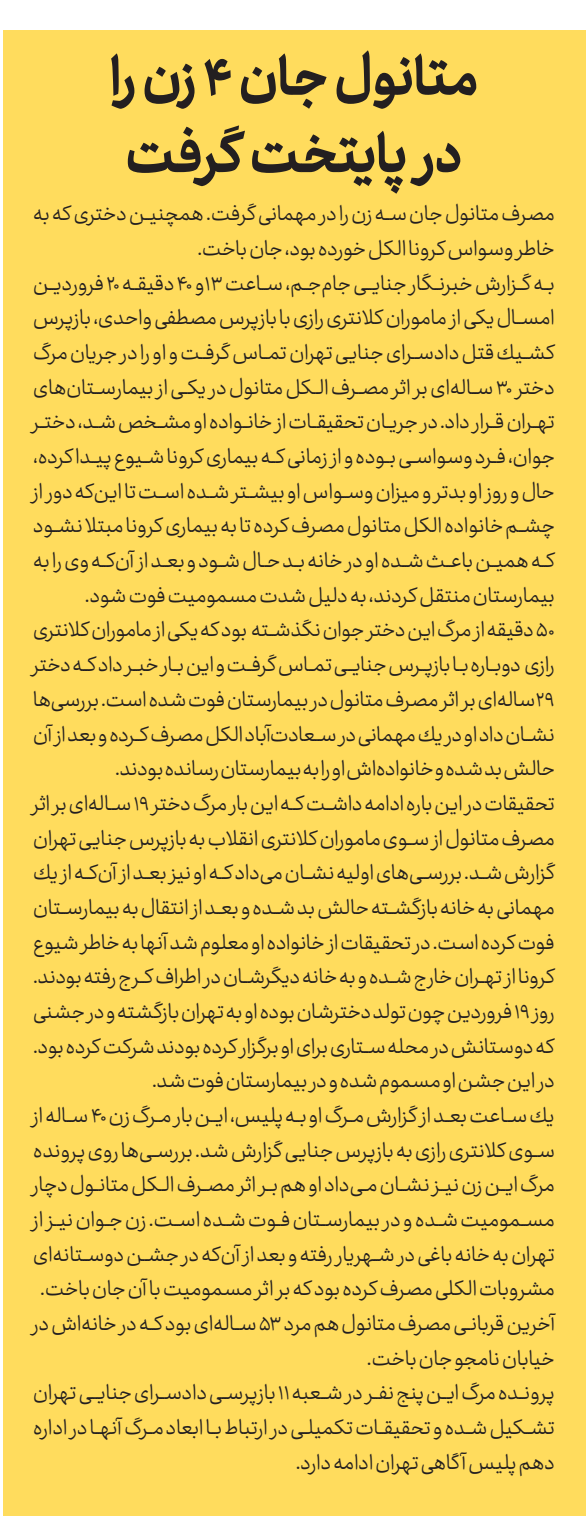 متانول جان ۴ زن را
در پایتخت گرفت
مصرف متانول جان سه زن را در مهمانی گرفت. همچنین دختری که به
خاطر وسواس کرونا الکل خورده بود، جان باخت.
به گزارش خبرنگار جنایی جام‌جم، ساعت ۱۳و ۴۰ دقیقه ۲۰ فروردین
امسال یکی از ماموران کلانتری رازی با بازپرس مصطفی واحدی، بازپرس
کشیك قتل دادسرای جنایی تهران تماس گرفت و او را در جریان مرگ
دختر ۳۰ ساله‌ای بر اثر مصرف الکل متانول در یکی از بیمارستان‌های
تهران قرار داد. در جریان تحقیقات از خانواده او مشخص شد، دختر
جوان، فرد وسواسی بوده و از زمانی که بیماری کرونا شیوع پیدا کرده،
حال و روز او بدتر و میزان وسواس او بیشتر شده است تا این‌که دور از
چشم خانواده الکل متانول مصرف کرده تا به بیماری کرونا مبتلا نشود
که همین باعث شده او در خانه بد حال شود و بعد از آن‌که وی را به
بیمارستان منتقل کردند، به دلیل شدت مسمومیت فوت شود.
۵۰ دقیقه از مرگ این دختر جوان نگذشته بود که یکی از ماموران کلانتری
رازی دوباره با بازپرس جنایی تماس گرفت و این بار خبر داد که دختر
۲۹ساله‌ای بر اثر مصرف متانول در بیمارستان فوت شده است. بررسی‌ها
نشان داد او در یك مهمانی در سعادت‌آباد الکل مصرف کرده و بعد از آن
حالش بد شده و خانواده‌اش او را به بیمارستان رسانده بودند.
تحقیقات در این باره ادامه داشت که این بار مرگ دختر ۱۹ ساله‌ای بر اثر
مصرف متانول از سوی ماموران کلانتری انقلاب به بازپرس جنایی تهران
گزارش شد. بررسی‌های اولیه نشان می‌داد که او نیز بعد از آن‌که از یك
مهمانی به خانه بازگشته حالش بد شده و بعد از انتقال به بیمارستان
فوت کرده است. در تحقیقات از خانواده او معلوم شد آنها به خاطر شیوع
کرونا از تهران خارج شده و به خانه دیگرشان در اطراف کرج رفته بودند.
روز ۱۹ فروردین چون تولد دخترشان بوده او به تهران بازگشته و در جشنی
که دوستانش در محله ستاری برای او برگزار کرده بودند شرکت کرده بود.
در این جشن او مسموم شده و در بیمارستان فوت شد.
یك ساعت بعد از گزارش مرگ او به پلیس، این بار مرگ زن ۴۰ ساله از
سوی کلانتری رازی به بازپرس جنایی گزارش شد. بررسی‌ها روی پرونده
مرگ این زن نیز نشان می‌داد او هم بر اثر مصرف الکل متانول دچار
مسمومیت شده و در بیمارستان فوت شده است. زن جوان نیز از
تهران به خانه باغی در شهریار رفته و بعد از آن‌که در جشن دوستانه‌ای
مشروبات الکلی مصرف کرده بود که بر اثر مسمومیت با آن جان باخت.
آخرین قربانی مصرف متانول هم مرد ۵۳ ساله‌ای بود که در خانه‌اش در
خیابان نامجو جان باخت.
پرونده مرگ این پنج نفر در شعبه ۱۱ بازپرسی دادسرای جنایی تهران
تشکیل شده و تحقیقات تکمیلی در ارتباط با ابعاد مرگ آنها در اداره
دهم پلیس آگاهی تهران ادامه دارد.